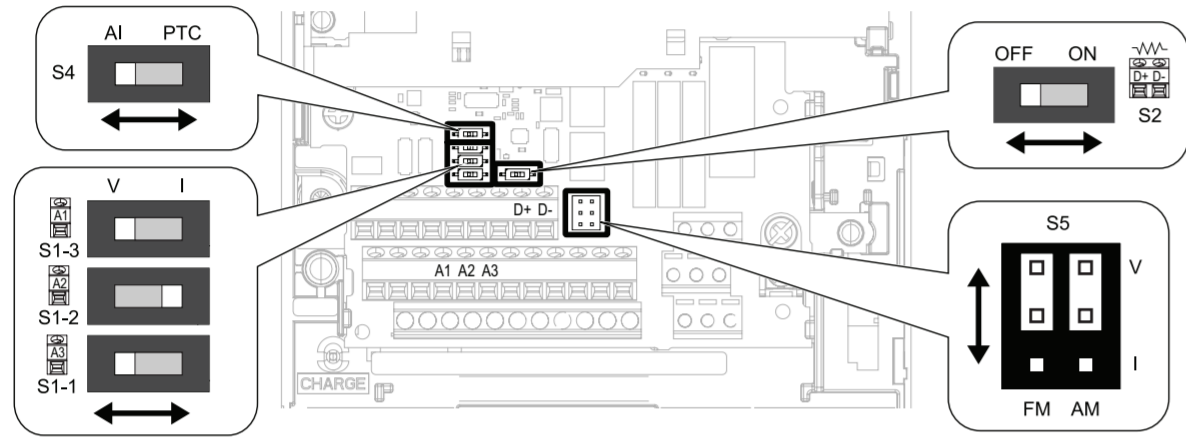 AI PTC
S4
V I
A1
S1-3
A2
S1-2
A3
S1-1
D+ D-
A1 A2 A3
CHARGE
OFF ON
D+ D-
S2
S5
V
I
FM AM